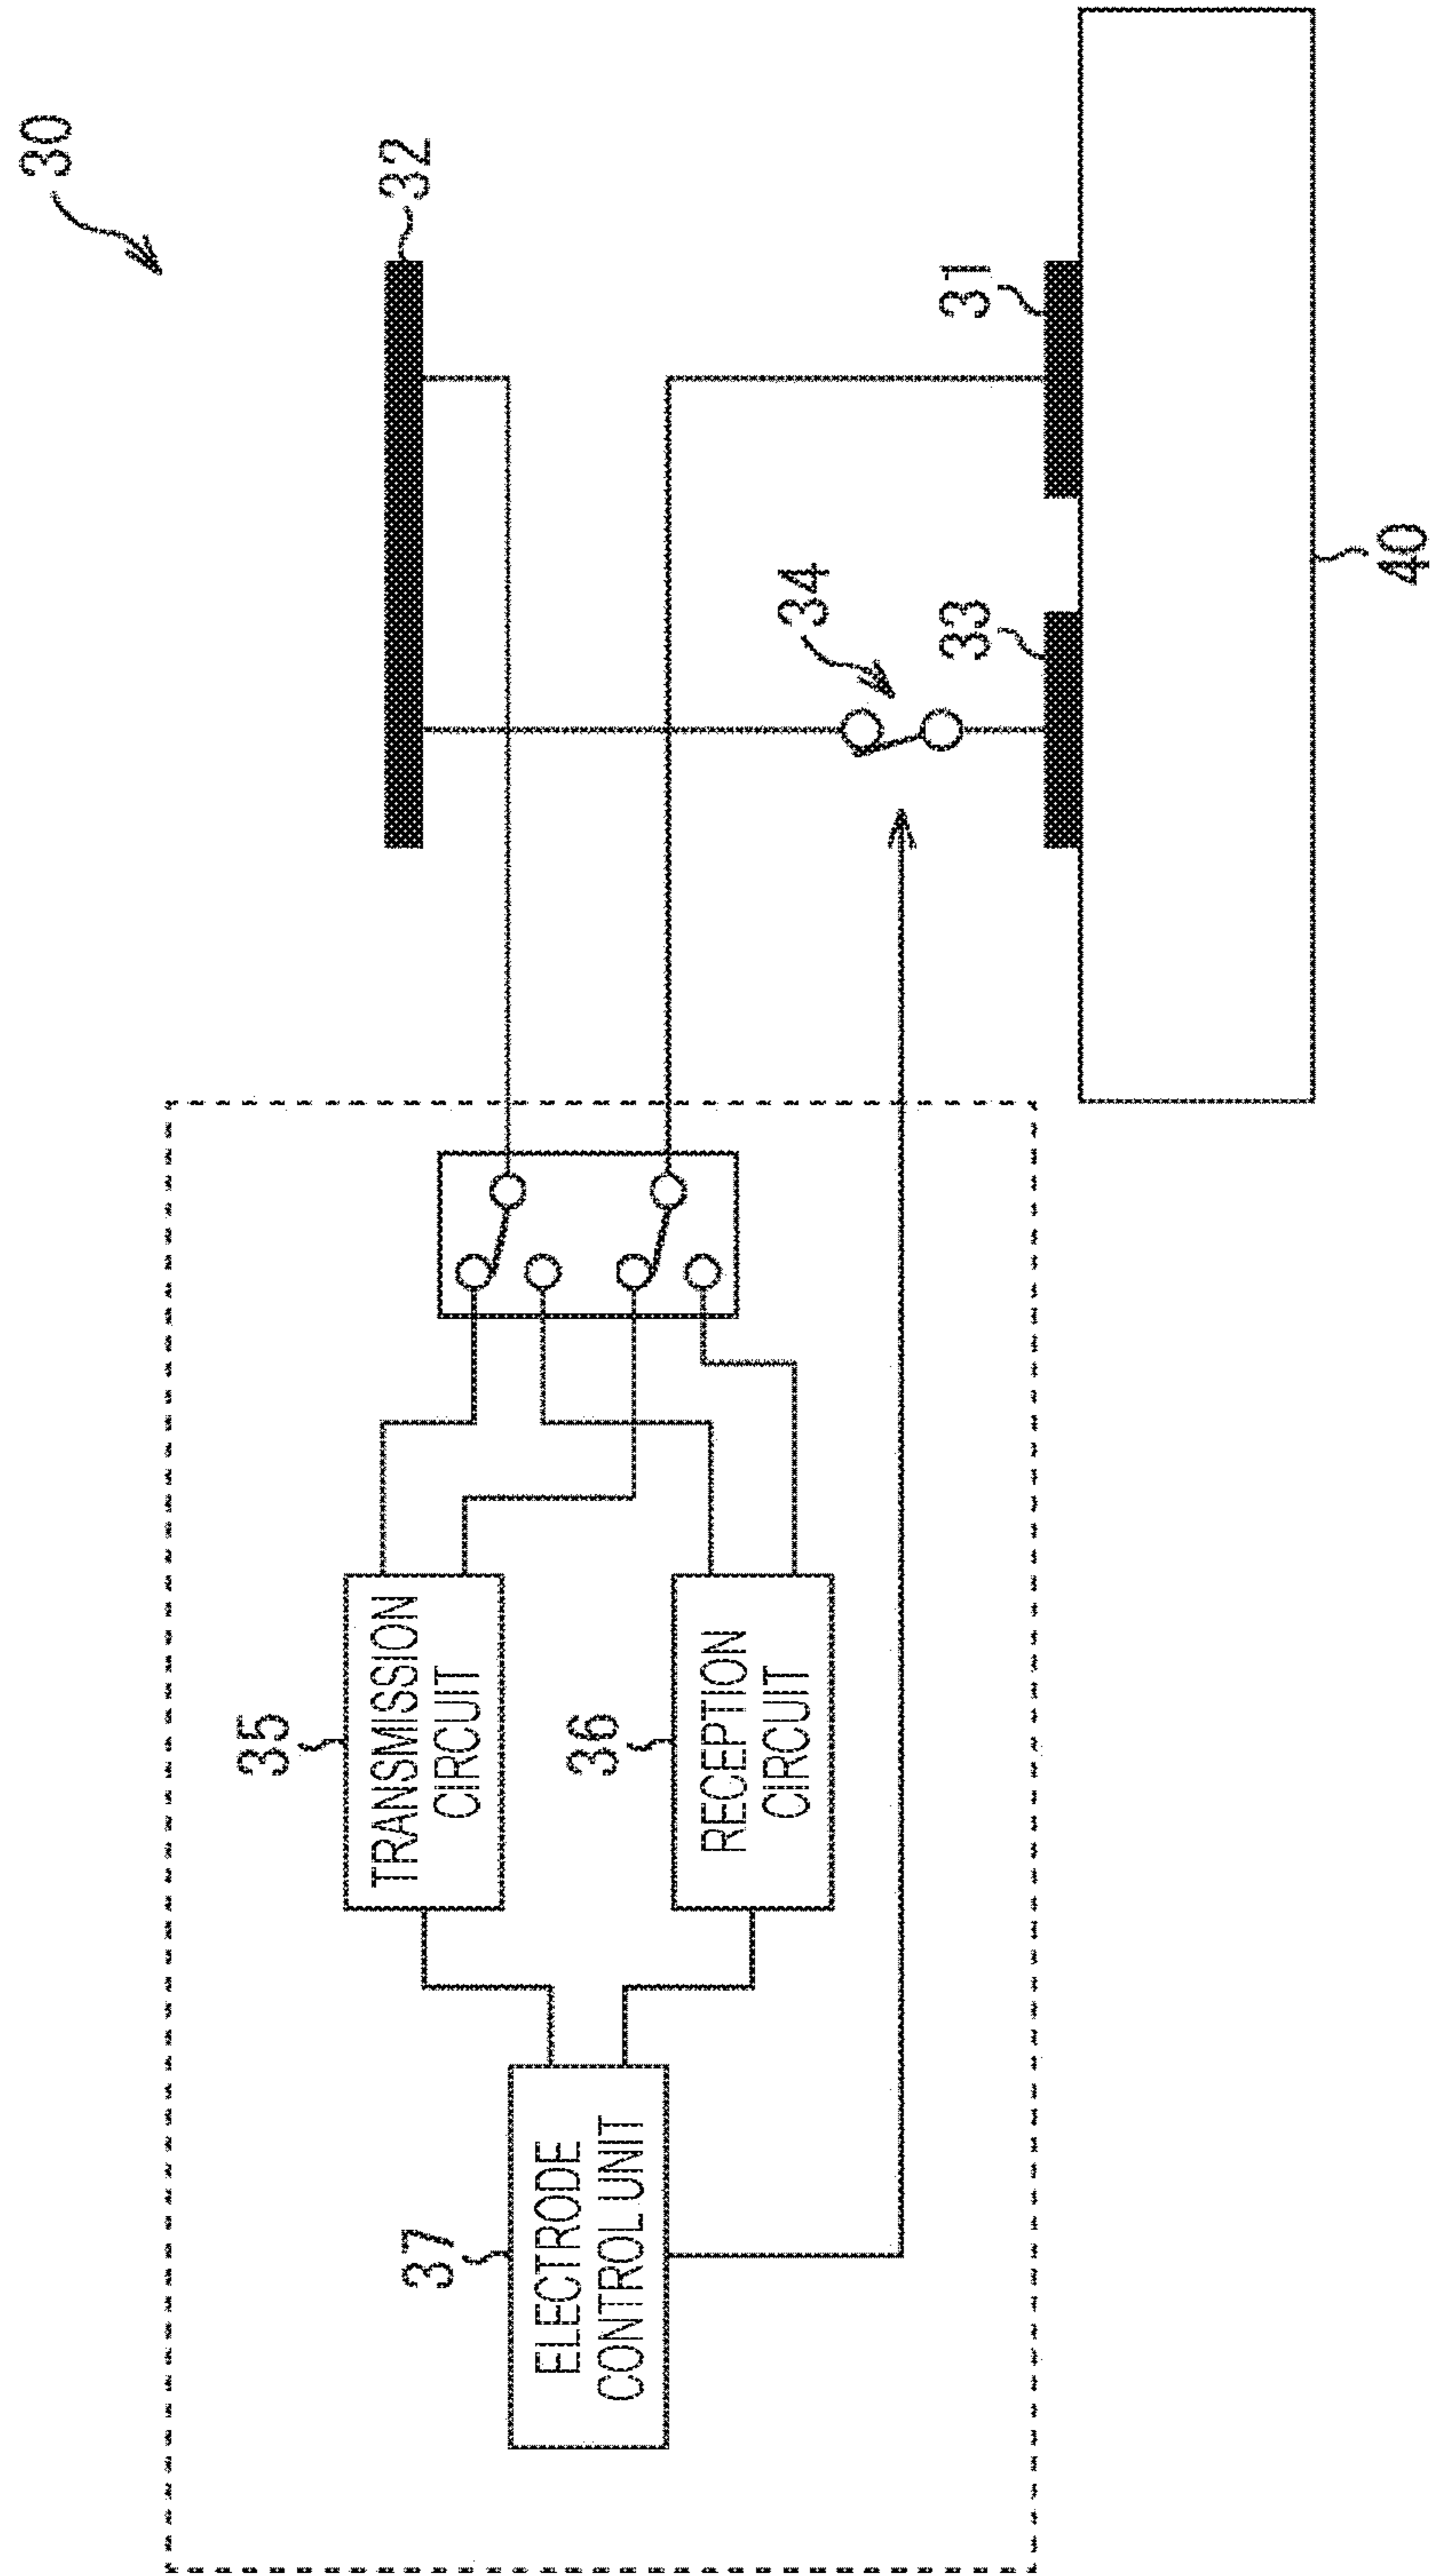 30
32
31
34
33
40
35
TRANSMISSION
CIRCUIT
36
RECEPTION
CIRCUIT
37
ELECTRODE
CONTROL UNIT